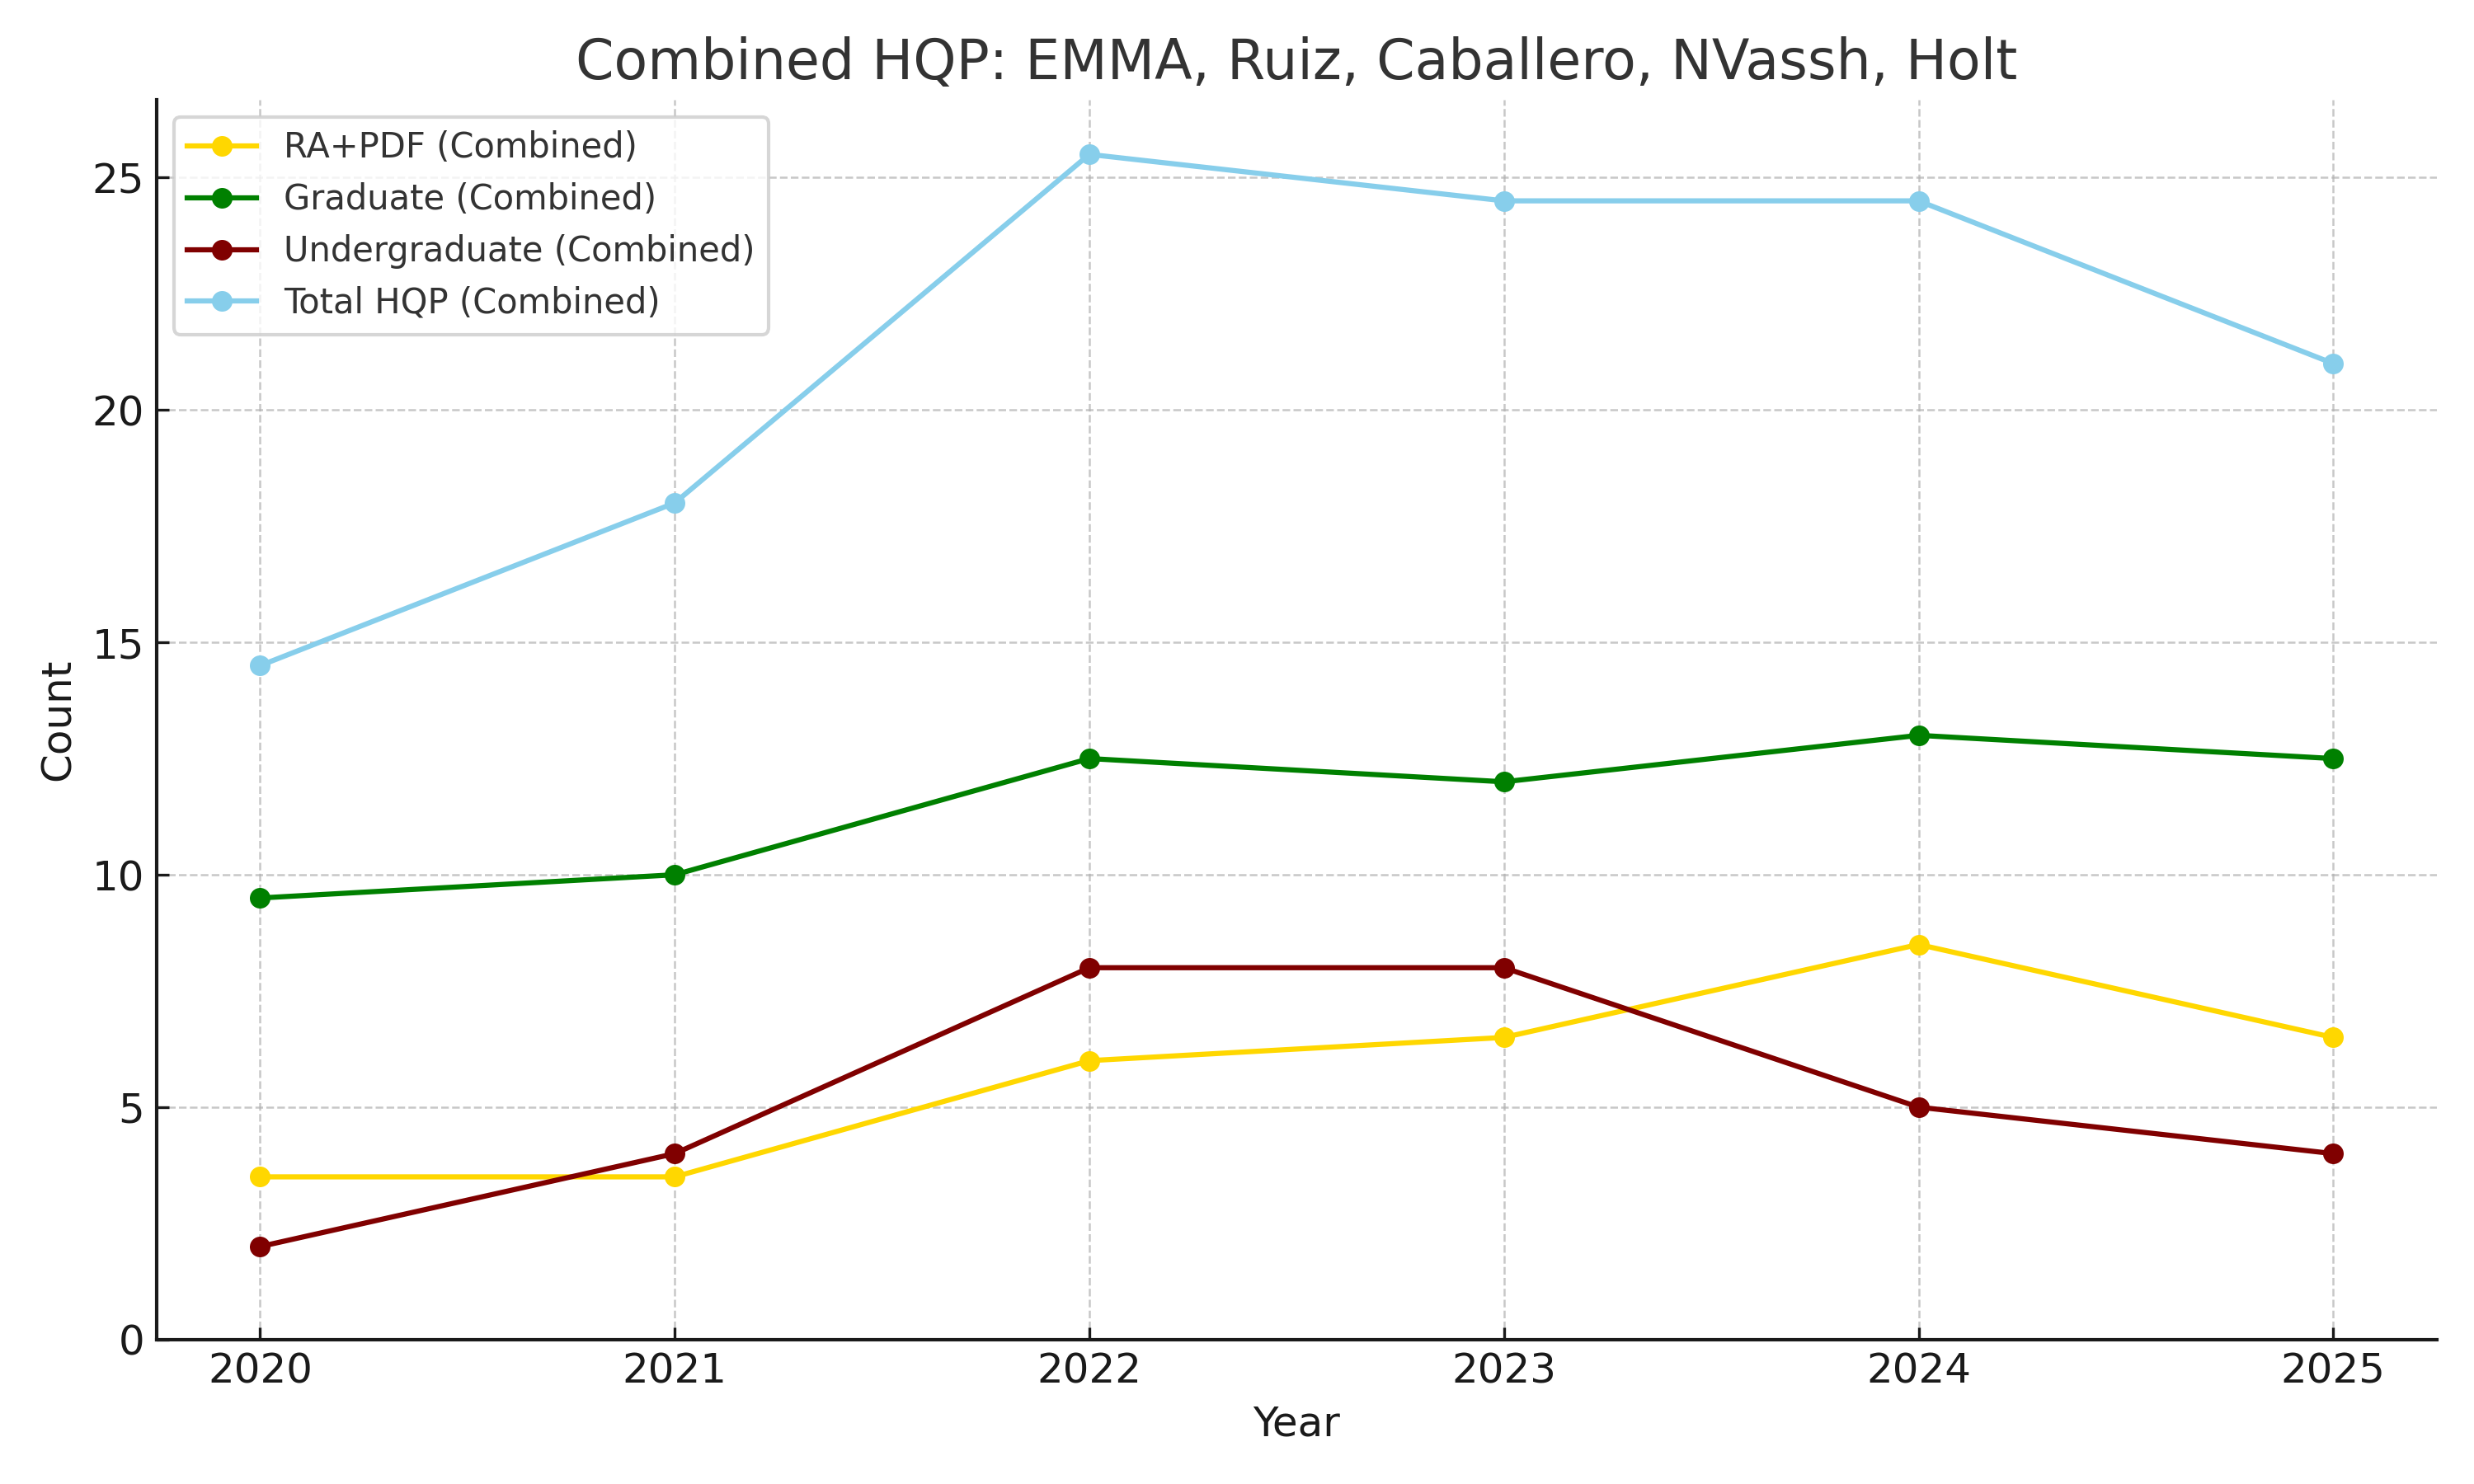 Combined HQP: EMMA, Ruiz, Caballero, NVassh, Holt
RA+PDF (Combined)
Graduate (Combined)
Undergraduate (Combined)
Total HQP (Combined)
25
20
15
10
5
0
Count
2020 2021 2022 2023 2024 2025
Year